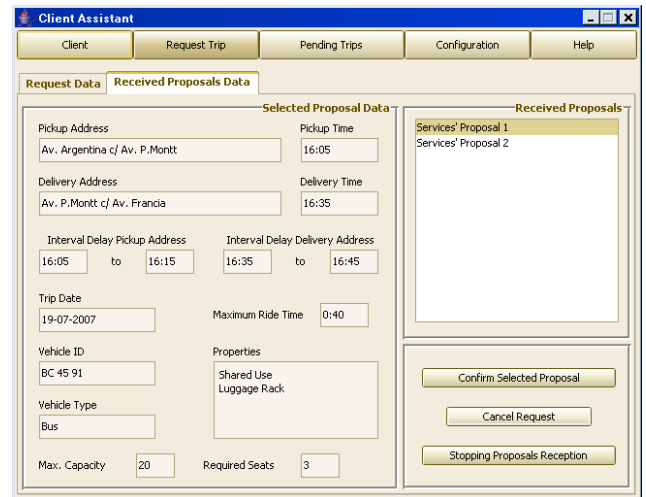 Client Assistant
Client Request Trip Pending Trips Configuration Help
Request Data Received Proposals Data
Selected Proposal Data
Pickup Address Pickup Time
Av. Argentina c/ Av. P.Montt 16:05
Delivery Address Delivery Time
Av. P.Montt c/ Av. Francia 16:35
Interval Delay Pickup Address Interval Delay Delivery Address
16:05 to 16:15 16:35 to 16:45
Trip Date
19-07-2007 Maximum Ride Time 0:40
Vehicle ID Properties
BC 45 91 Shared Use
Luggage Rack
Vehicle Type
Bus
Max. Capacity 20 Required Seats 3
Received Proposals
Services' Proposal 1
Services' Proposal 2
Confirm Selected Proposal
Cancel Request
Stopping Proposals Reception